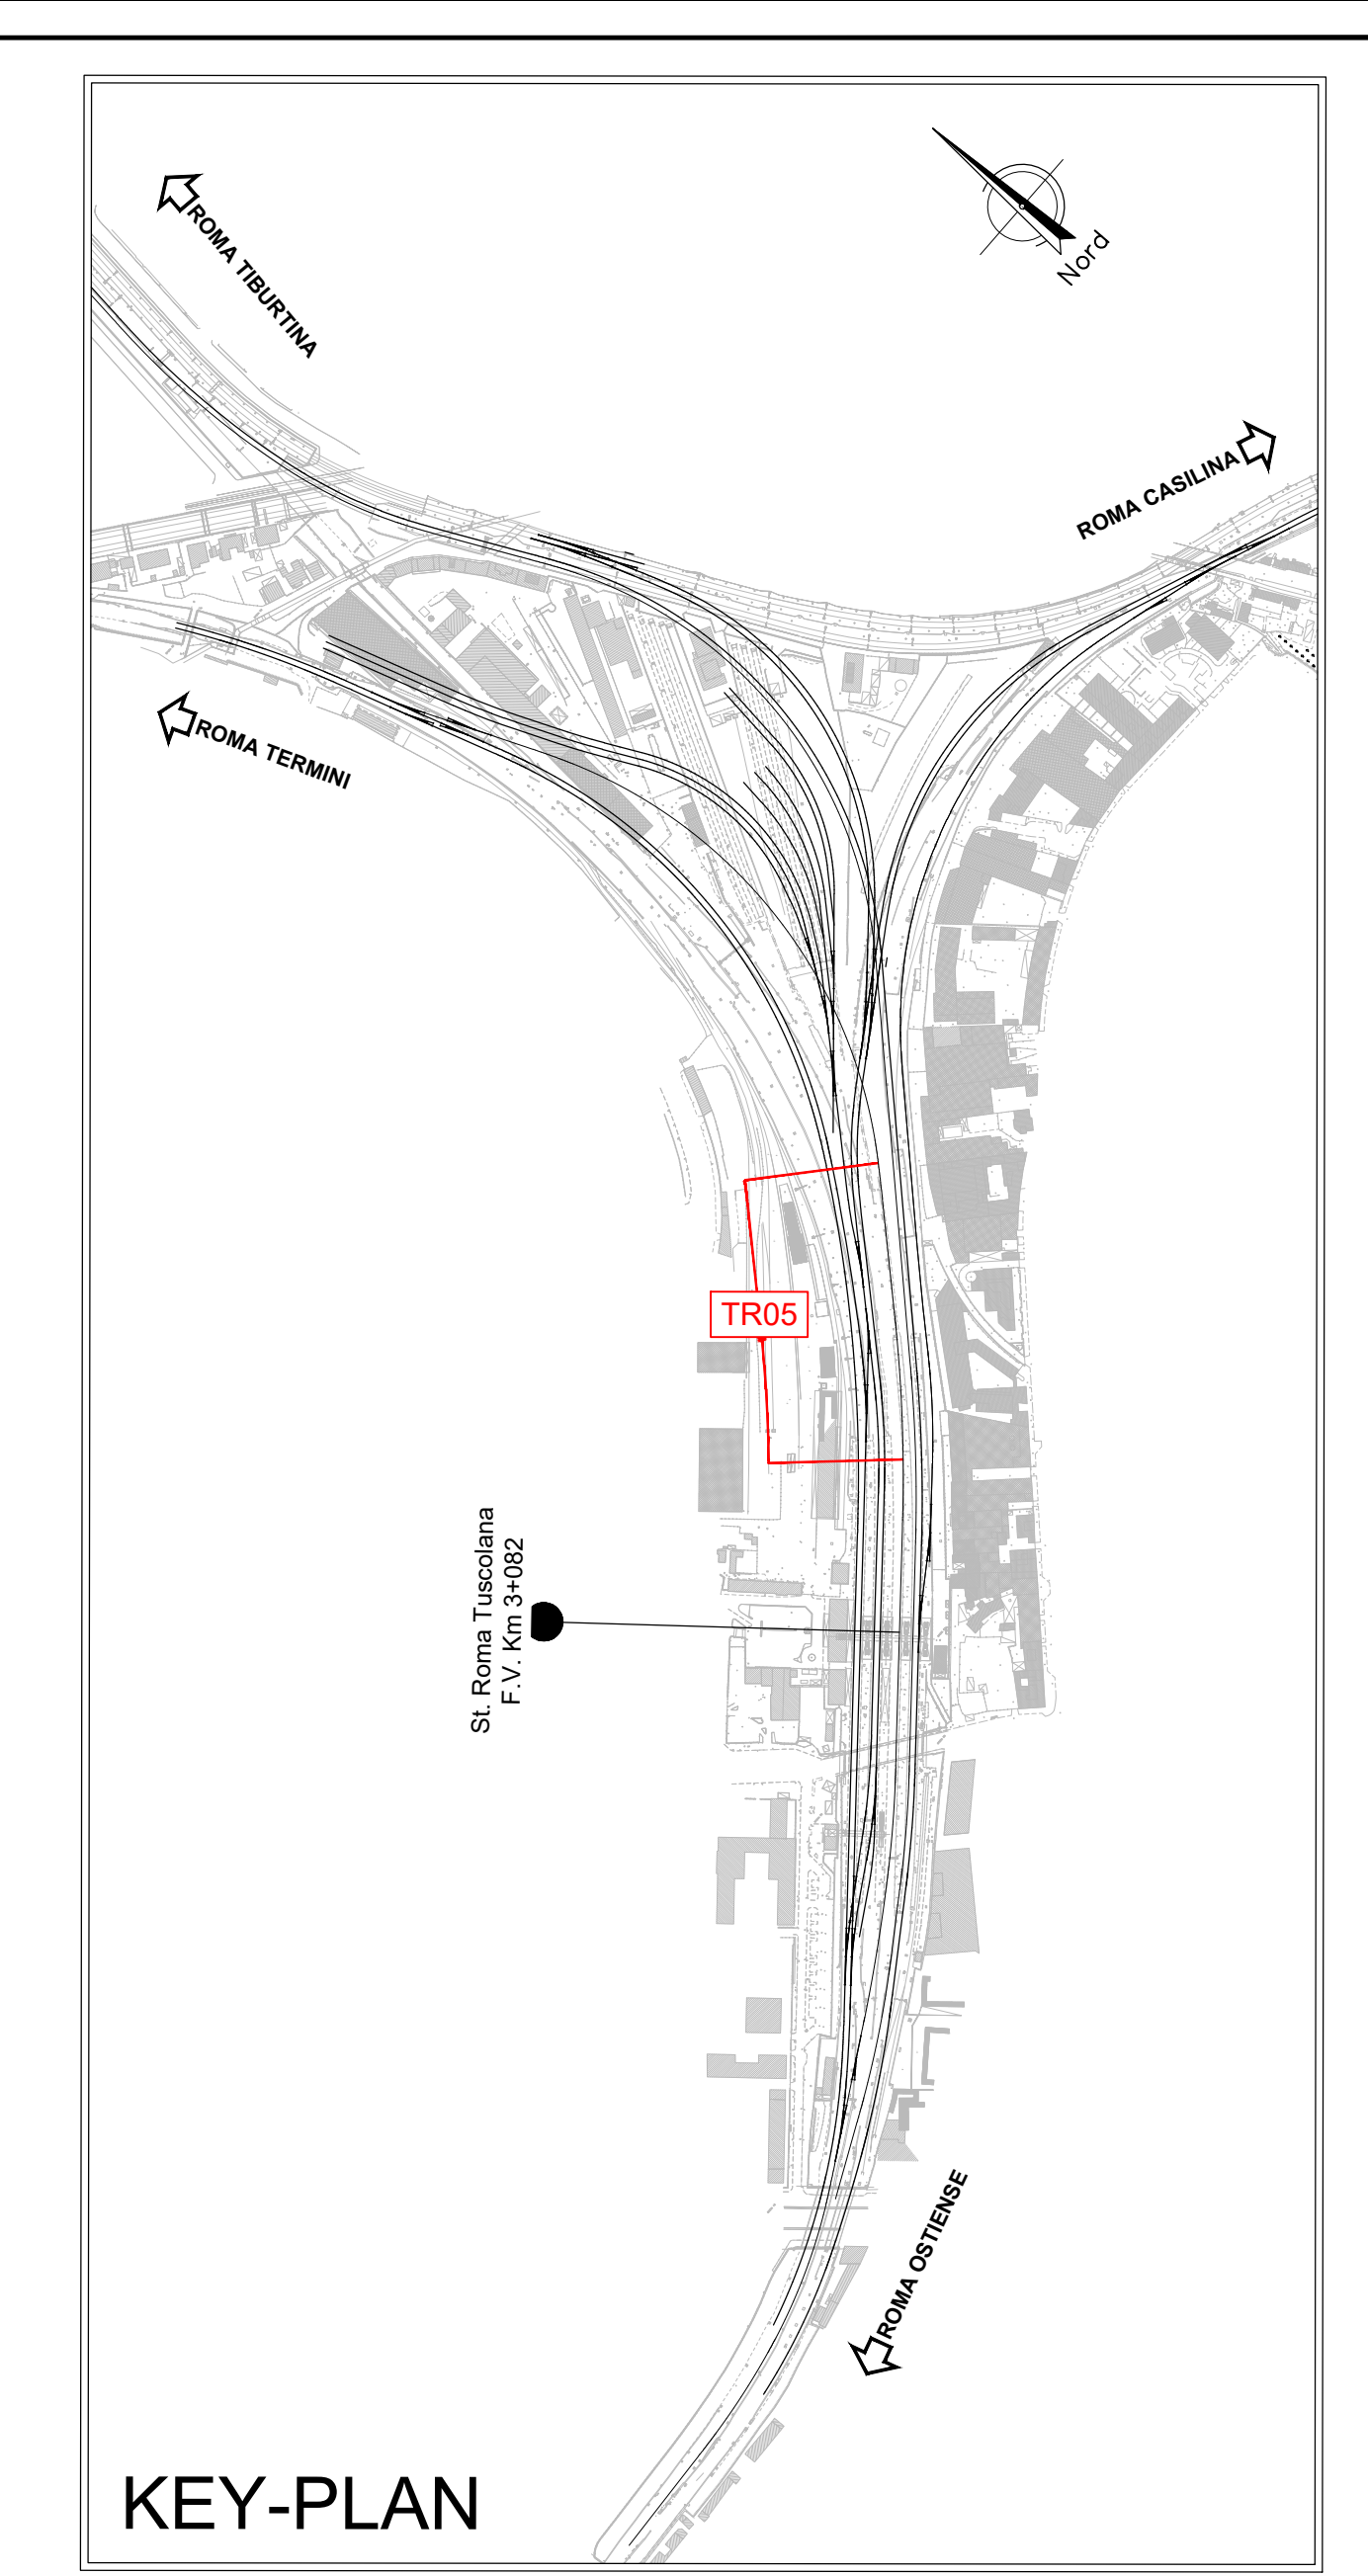 Nord
ROMA TIBURTINA
ROMA CASILINA
ROMA TERMINI
TR05
St. Roma Tuscolana
F.V. Km 3+082
ROMA OSTIENSE
KEY-PLAN